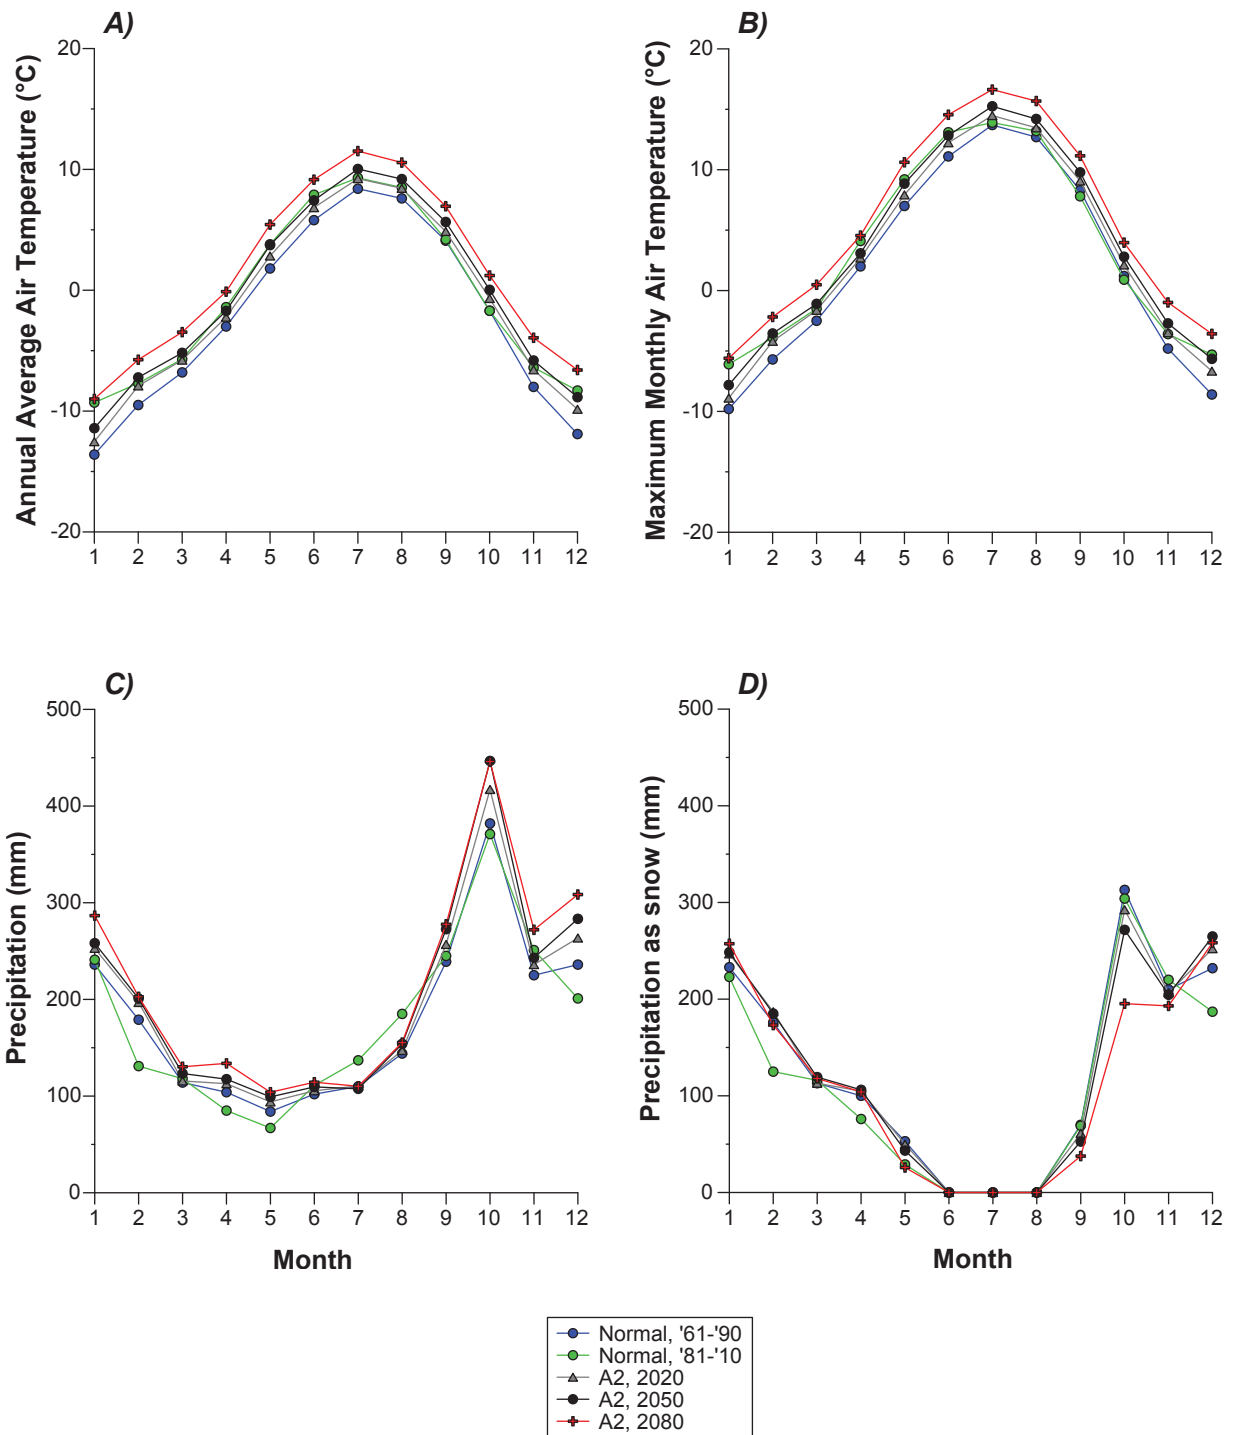 A)
Annual Average Air Temperature (°C)
20
10
0
-10
-20
1 2 3 4 5 6 7 8 9 10 11 12
B)
Maximum Monthly Air Temperature (°C)
20
10
0
-10
-20
1 2 3 4 5 6 7 8 9 10 11 12
C)
Precipitation (mm)
500
400
300
200
100
0
1 2 3 4 5 6 7 8 9 10 11 12
Month
D)
Precipitation as snow (mm)
500
400
300
200
100
0
1 2 3 4 5 6 7 8 9 10 11 12
Month
Normal, '61-'90
Normal, '81-'10
A2, 2020
A2, 2050
A2, 2080